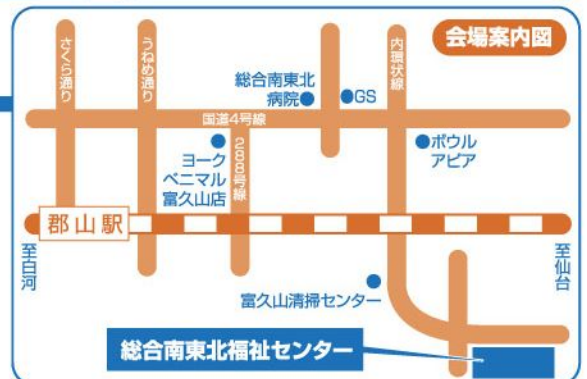 会場案内図
さくら通り
うねめ通り
総合南東北
病院
GS
内環状線
国道4号線
ヨーク
ベニマル
富久山店
288号線
ボウル
アピア
郡山駅
至白河
至仙台
富久山清掃センター
総合南東北福祉センター